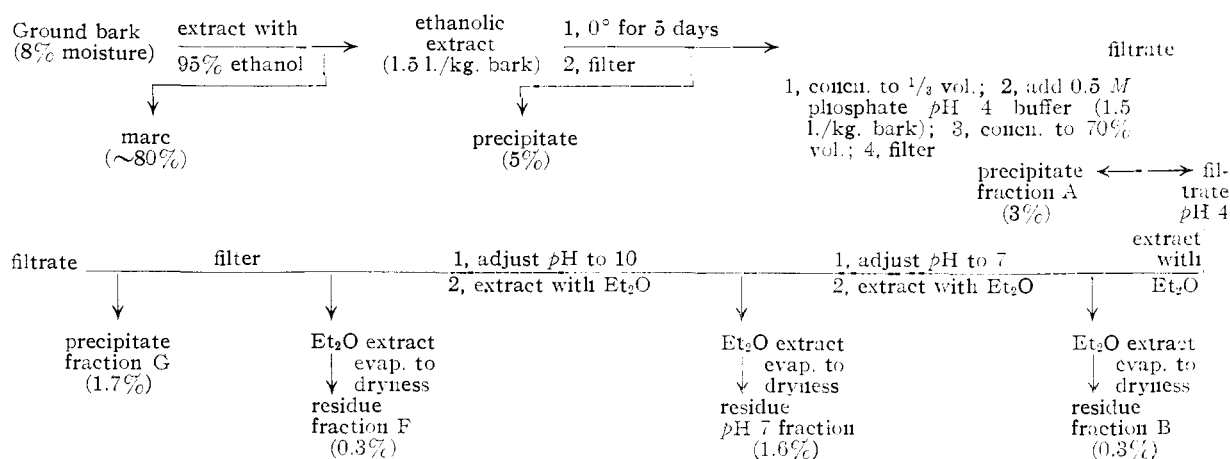 Ground bark
(8% moisture)
extract with
95% ethanol
ethanolic
extract
(1.5 l./kg. bark)
1, 0° for 5 days
2, filter
filtrate
marc
(~80%)
precipitate
(5%)
1, concn. to 1/3 vol.; 2, add 0.5 M
phosphate pH 4 buffer (1.5
l./kg. bark); 3, concn. to 70%
vol.; 4, filter
precipitate
fraction A
(3%)
fil-
trate
pH 4
filtrate
filter
1, adjust pH to 10
2, extract with Et₂O
1, adjust pH to 7
2, extract with Et₂O
extract
with
Et₂O
precipitate
fraction G
(1.7%)
Et₂O extract
evap. to
dryness
residue
fraction F
(0.3%)
Et₂O extract
evap. to
dryness
residue
pH 7 fraction
(1.6%)
Et₂O extract
evap. to
dryness
residue
fraction B
(0.3%)